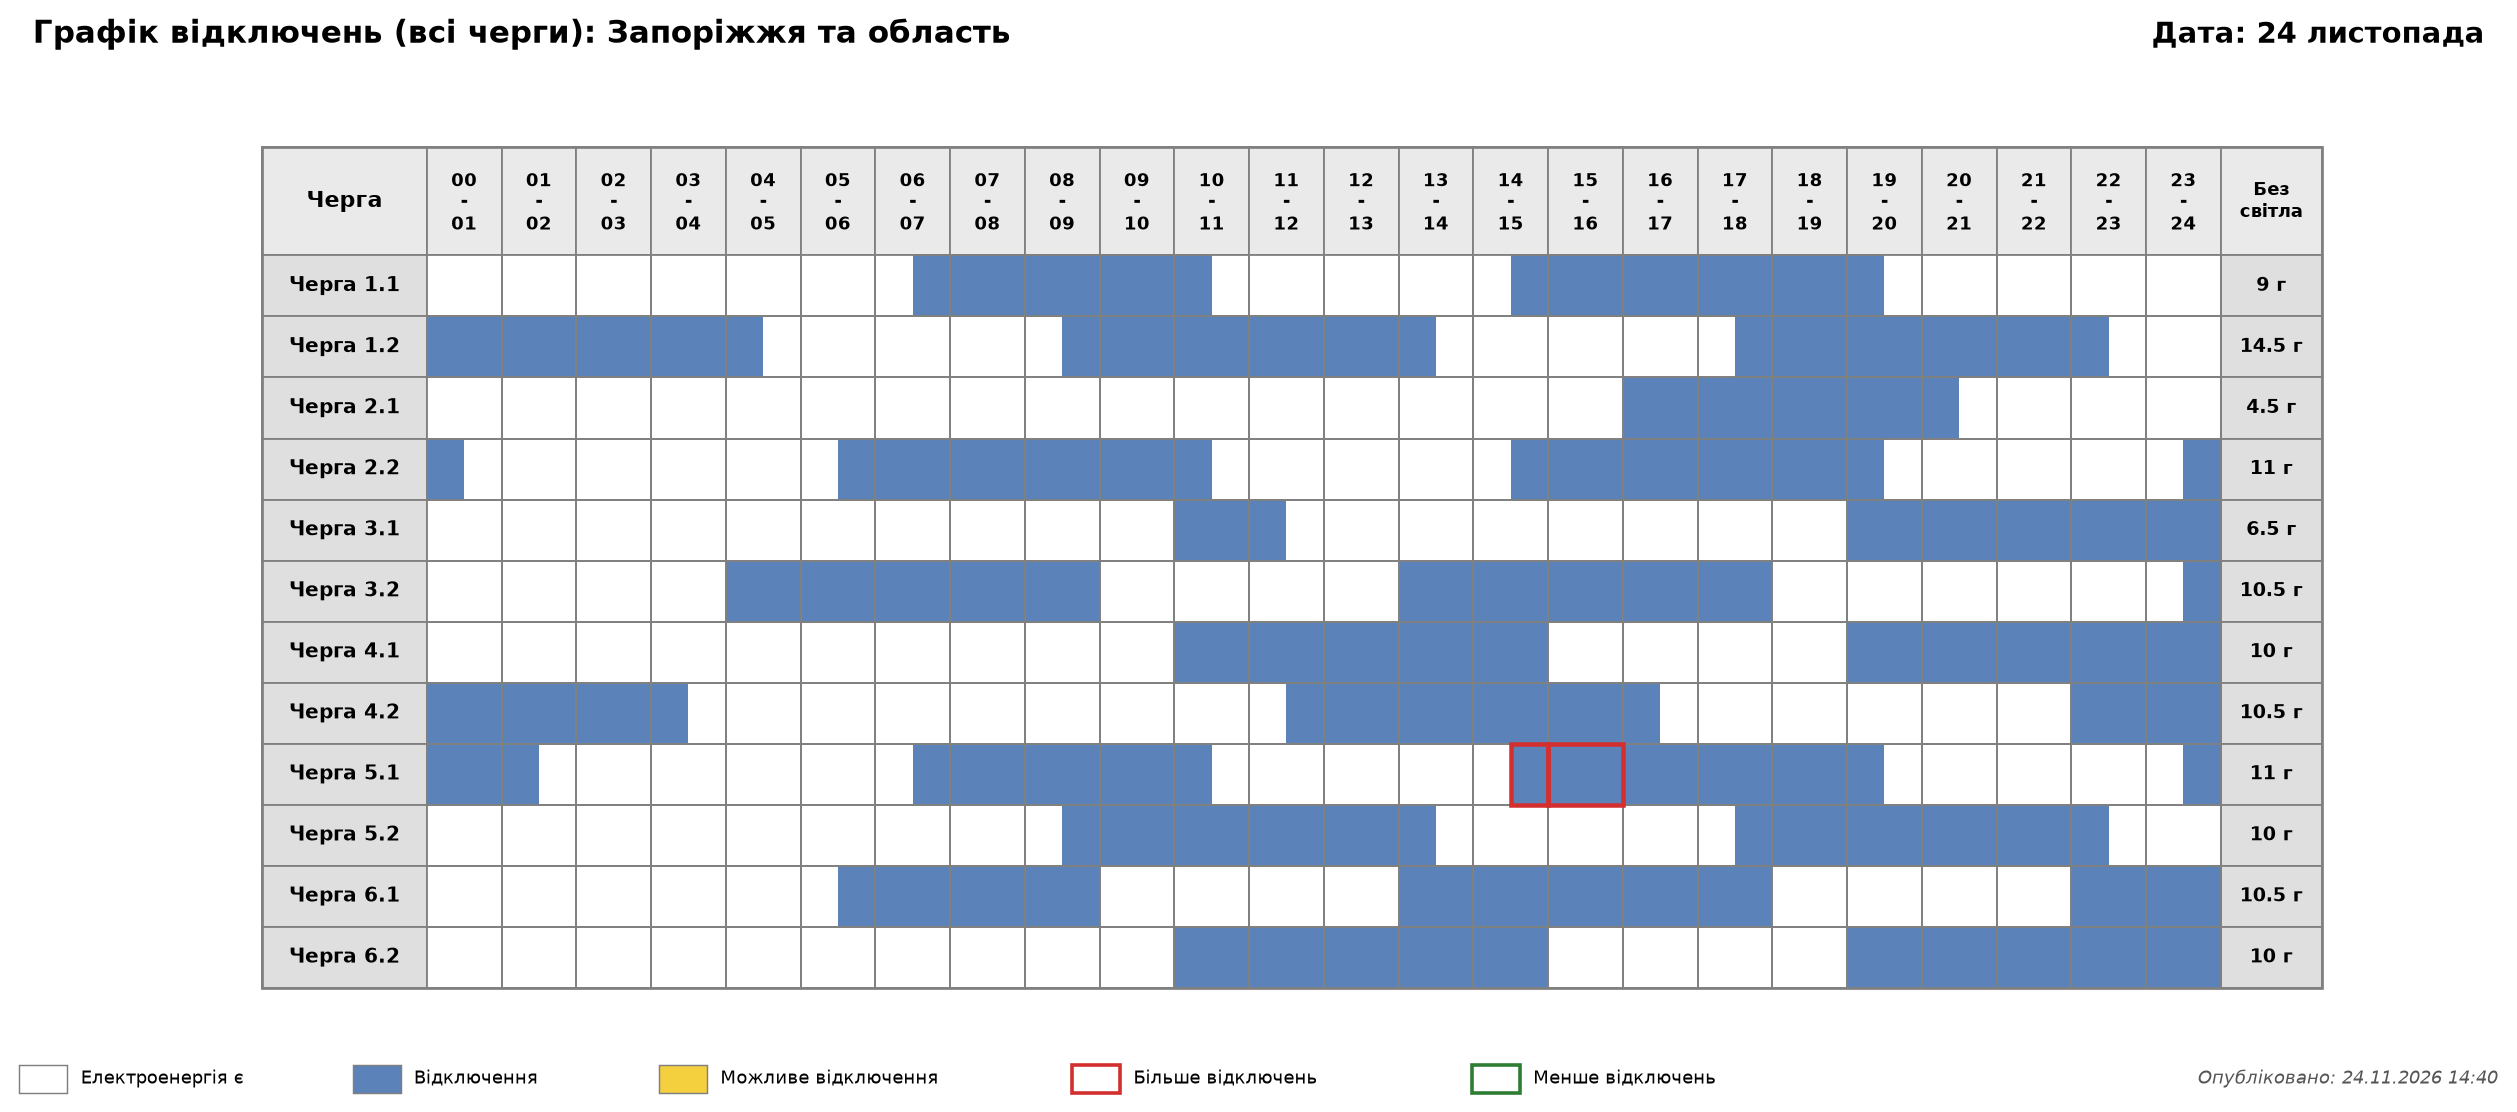 Графік відключень (всі черги): Запоріжжя та область
Дата: 24 листопада
Черга 00 - 01 01 - 02 02 - 03 03 - 04 04 - 05 05 - 06 06 - 07 07 - 08 08 - 09 09 - 10 10 - 11 11 - 12 12 - 13 13 - 14 14 - 15 15 - 16 16 - 17 17 - 18 18 - 19 19 - 20 20 - 21 21 - 22 22 - 23 23 - 24 Без світла
Черга 1.1 9 г
Черга 1.2 14.5 г
Черга 2.1 4.5 г
Черга 2.2 11 г
Черга 3.1 6.5 г
Черга 3.2 10.5 г
Черга 4.1 10 г
Черга 4.2 10.5 г
Черга 5.1 11 г
Черга 5.2 10 г
Черга 6.1 10.5 г
Черга 6.2 10 г
Електроенергія є
Відключення
Можливе відключення
Більше відключень
Менше відключень
Опубліковано: 24.11.2026 14:40